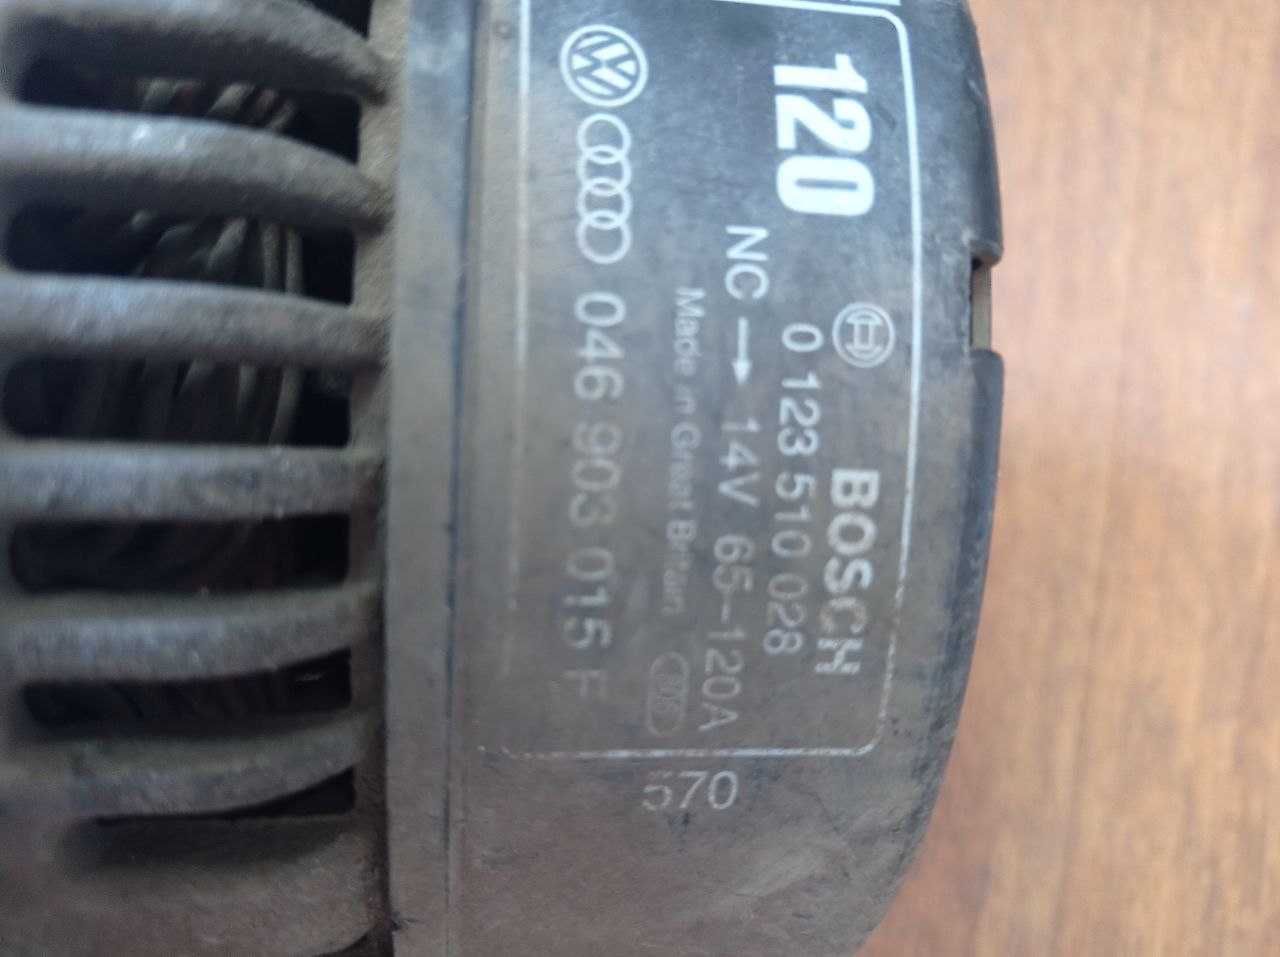 120
BOSCH
0 123 510 028
NC → 14V 65-120A
Made in Great Britain
046 903 015 F
570